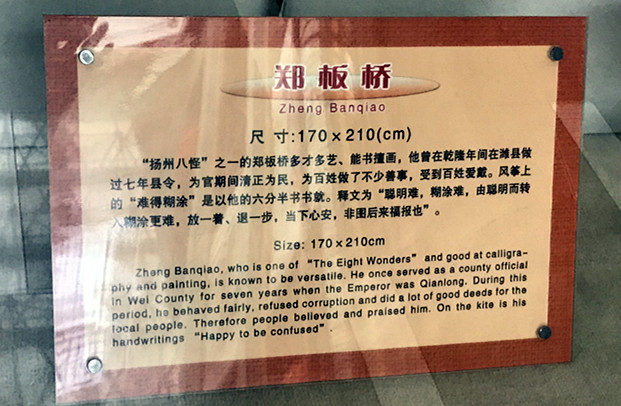 郑板桥
Zheng Banqiao
尺寸:170×210(cm)
“扬州八怪”之一的郑板桥多才多艺、能书擅画，他曾在乾隆年间在潍县做
过七年县令，为官期间清正为民，为百姓做了不少善事，受到百姓爱戴。风筝上
的“难得糊涂”是以他的六分半书书就。释文为“聪明难，糊涂难，由聪明而转
入糊涂更难，放一着、退一步，当下心安，非图后来福报也”。
Size: 170×210cm
Zheng Banqiao, who is one of “The Eight Wonders” and good at calligra-
phy and painting, is known to be versatile. He once served as a county official
in Wei County for seven years when the Emperor was Qianlong. During this
period, he behaved fairly, refused corruption and did a lot of good deeds for the
local people. Therefore people believed and praised him. On the kite is his
handwritings “Happy to be confused”.